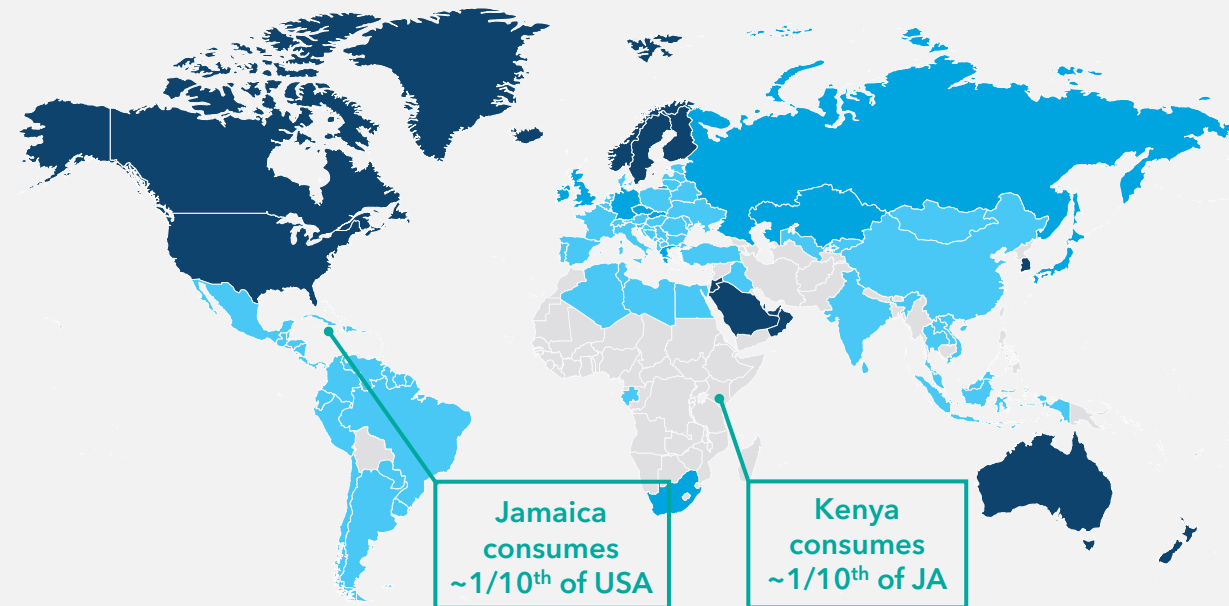 Jamaica
consumes
~1/10th of USA
Kenya
consumes
~1/10th of JA